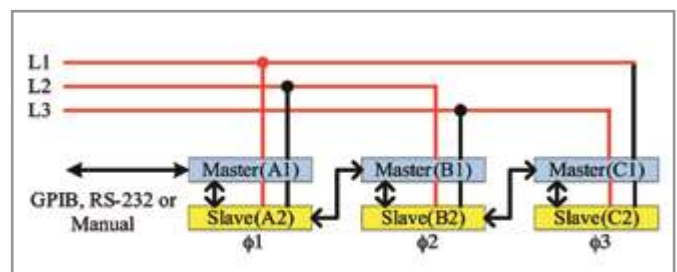 L1
L2
L3
Master(A1) Master(B1) Master(C1)
GPIB, RS-232 or
Manual
Slave(A2) Slave(B2) Slave(C2)
ϕ1 ϕ2 ϕ3